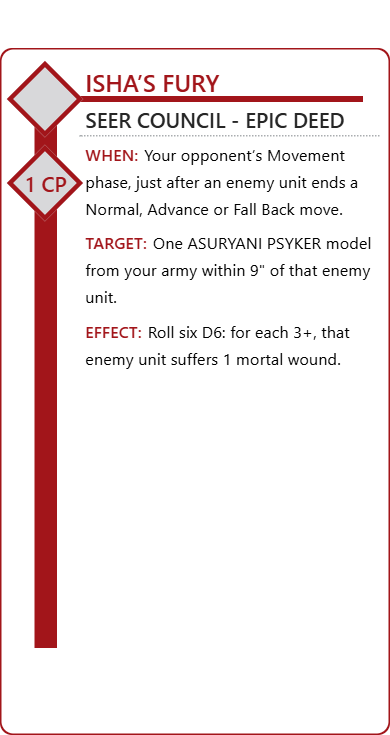 ISHA’S FURY
SEER COUNCIL - EPIC DEED
WHEN: Your opponent’s Movement
1 CP
phase, just after an enemy unit ends a
Normal, Advance or Fall Back move.
TARGET: One ASURYANI PSYKER model
from your army within 9" of that enemy
unit.
EFFECT: Roll six D6: for each 3+, that
enemy unit suffers 1 mortal wound.